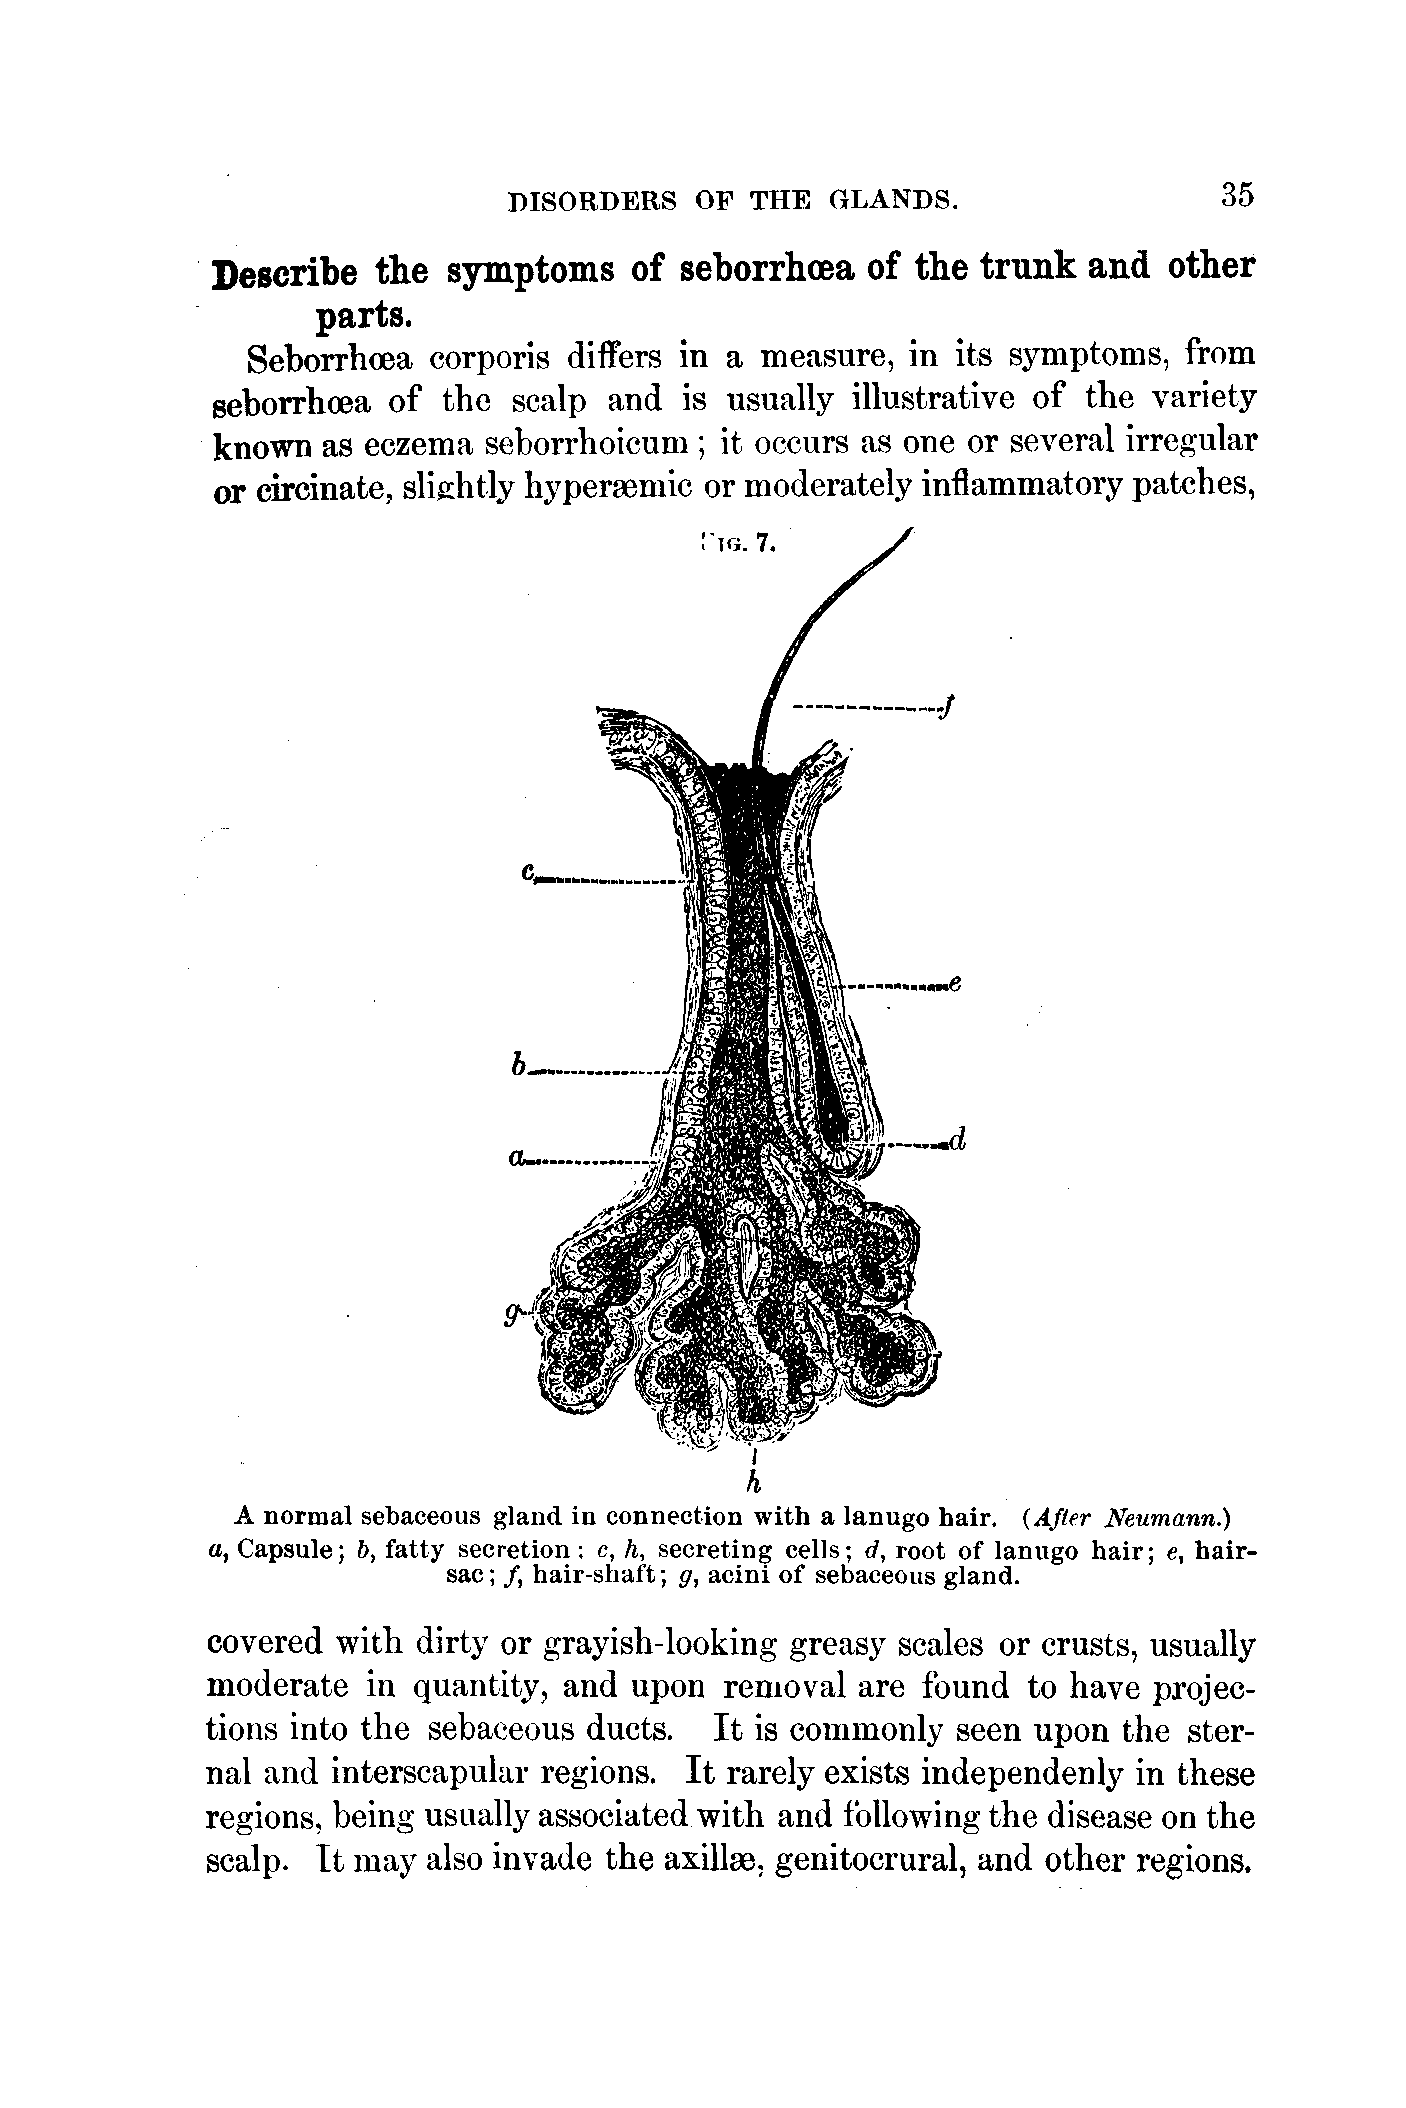 DISORDERS OF THE GLANDS. 35
Describe the symptoms of seborrhœa of the trunk and other
parts.
Seborrhœa corporis differs in a measure, in its symptoms, from
seborrhœa of the scalp and is usually illustrative of the variety
known as eczema seborrhoicum; it occurs as one or several irregular
or circinate, slightly hyperæmic or moderately inflammatory patches,
FIG. 7.
f
c
e
b
d
a
g
h
A normal sebaceous gland in connection with a lanugo hair. (After Neumann.)
a, Capsule; b, fatty secretion; c, h, secreting cells; d, root of lanugo hair; e, hair-
sac; f, hair-shaft; g, acini of sebaceous gland.
covered with dirty or grayish-looking greasy scales or crusts, usually
moderate in quantity, and upon removal are found to have projec-
tions into the sebaceous ducts. It is commonly seen upon the ster-
nal and interscapular regions. It rarely exists independenly in these
regions, being usually associated with and following the disease on the
scalp. It may also invade the axillæ, genitocrural, and other regions.